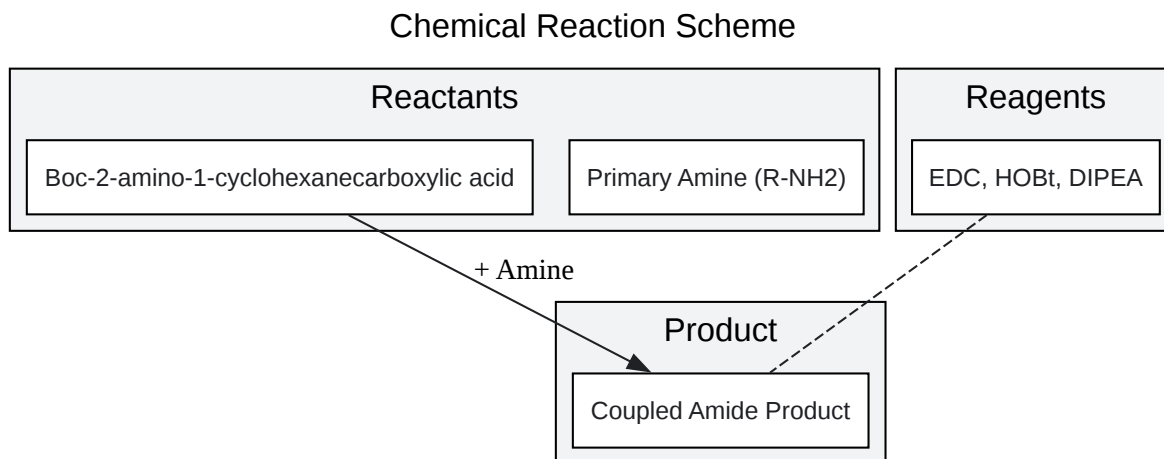 Chemical Reaction Scheme
Reactants
Reagents
Boc-2-amino-1-cyclohexanecarboxylic acid
Primary Amine (R-NH2)
EDC, HOBt, DIPEA
+ Amine
Product
Coupled Amide Product